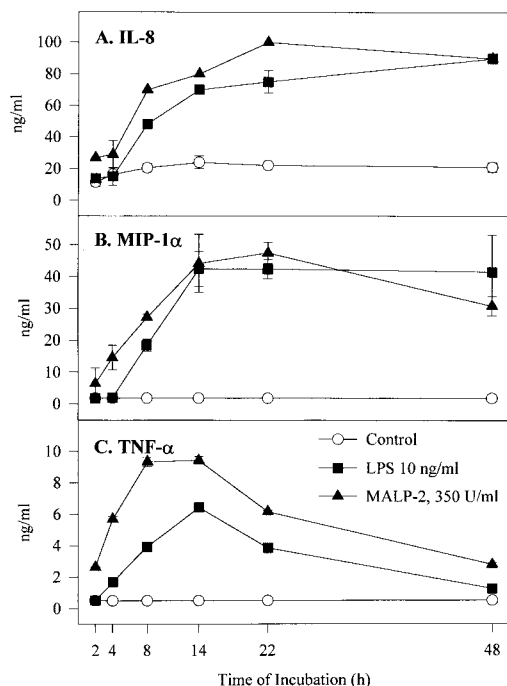 A. IL-8
100
80
60
40
20
0
ng/ml
B. MIP-1α
50
40
30
20
10
0
ng/ml
C. TNF-α
10
8
6
4
2
0
ng/ml
Control
LPS 10 ng/ml
MALP-2, 350 U/ml
2 4 8 14 22 48
Time of Incubation (h)